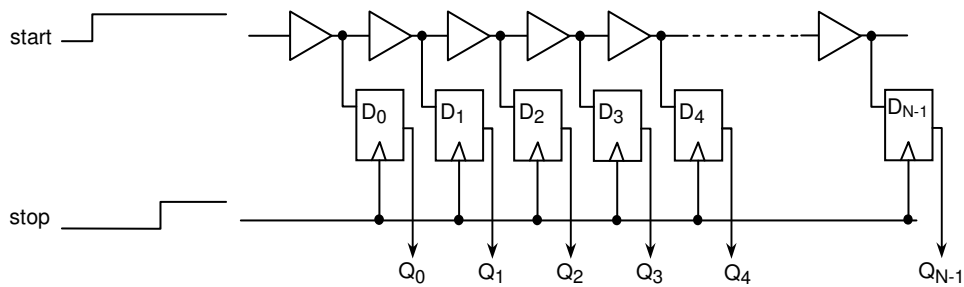 start
D0 D1 D2 D3 D4 DN-1
stop
Q0 Q1 Q2 Q3 Q4 QN-1